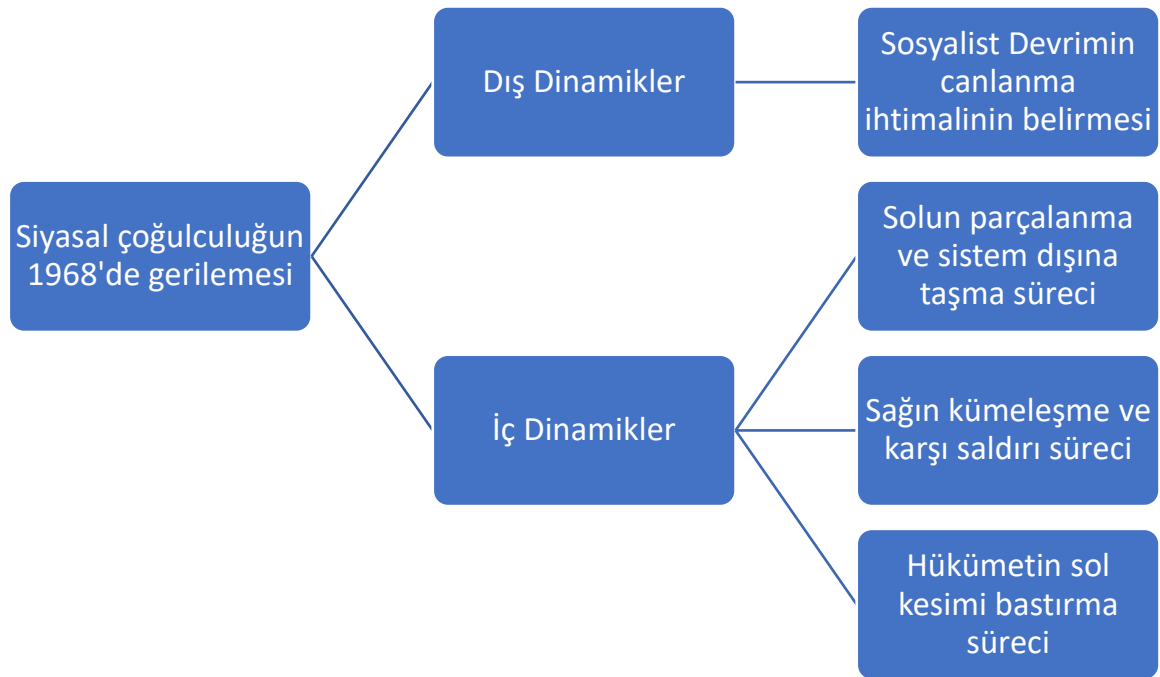 Siyasal çoğulculuğun
1968'de gerilemesi
Dış Dinamikler
Sosyalist Devrimin
canlanma
ihtimalinin belirmesi
İç Dinamikler
Solun parçalanma
ve sistem dışına
taşma süreci
Sağın kümeleşme ve
karşı saldırı süreci
Hükümetin sol
kesimi bastırma
süreci